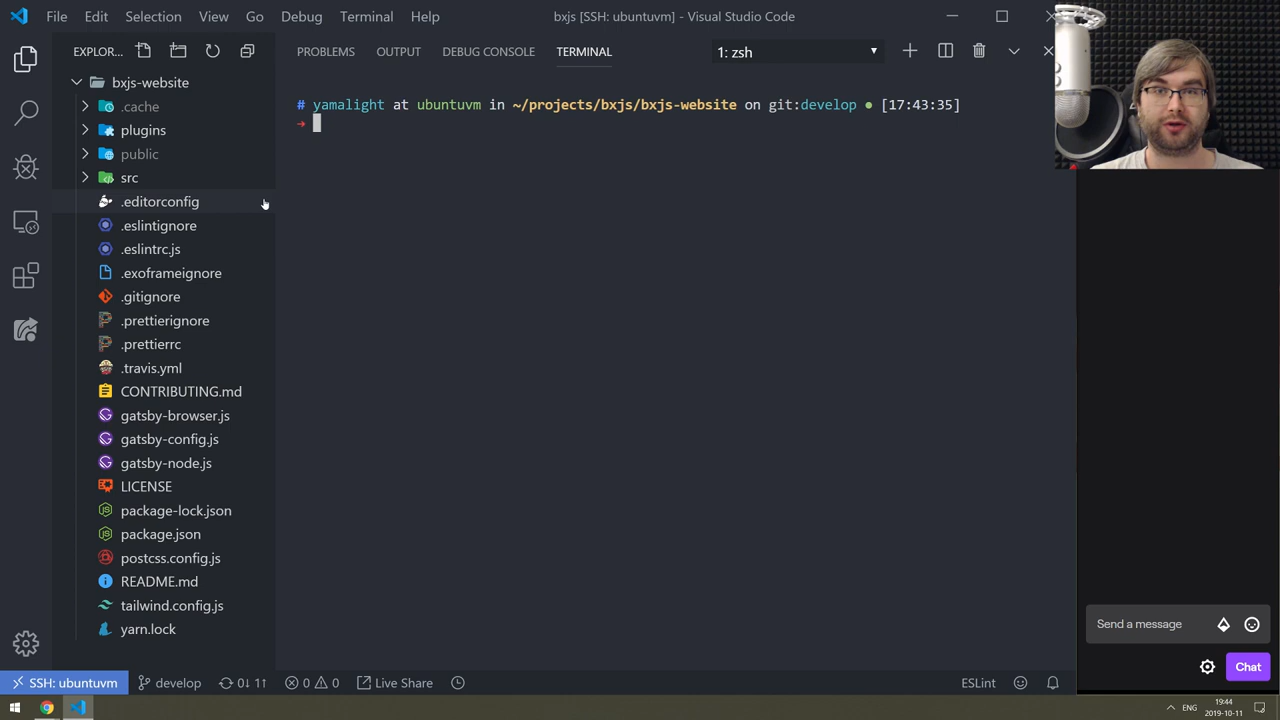 File Edit Selection View Go Debug Terminal Help
bxjs [SSH: ubuntuvm] - Visual Studio Code
EXPLOR...
PROBLEMS OUTPUT DEBUG CONSOLE TERMINAL
1: zsh
bxjs-website
.cache
plugins
public
src
.editorconfig
.eslintignore
.eslintrc.js
.exoframeignore
.gitignore
.prettierignore
.prettierrc
.travis.yml
CONTRIBUTING.md
gatsby-browser.js
gatsby-config.js
gatsby-node.js
LICENSE
package-lock.json
package.json
postcss.config.js
README.md
tailwind.config.js
yarn.lock
# yamalight at ubuntuvm in ~/projects/bxjs/bxjs-website on git:develop ● [17:43:35]
→
Send a message
Chat
SSH: ubuntuvm develop 0↓ 1↑ 0 0 Live Share ESLint
ENG
19:44
2019-10-11